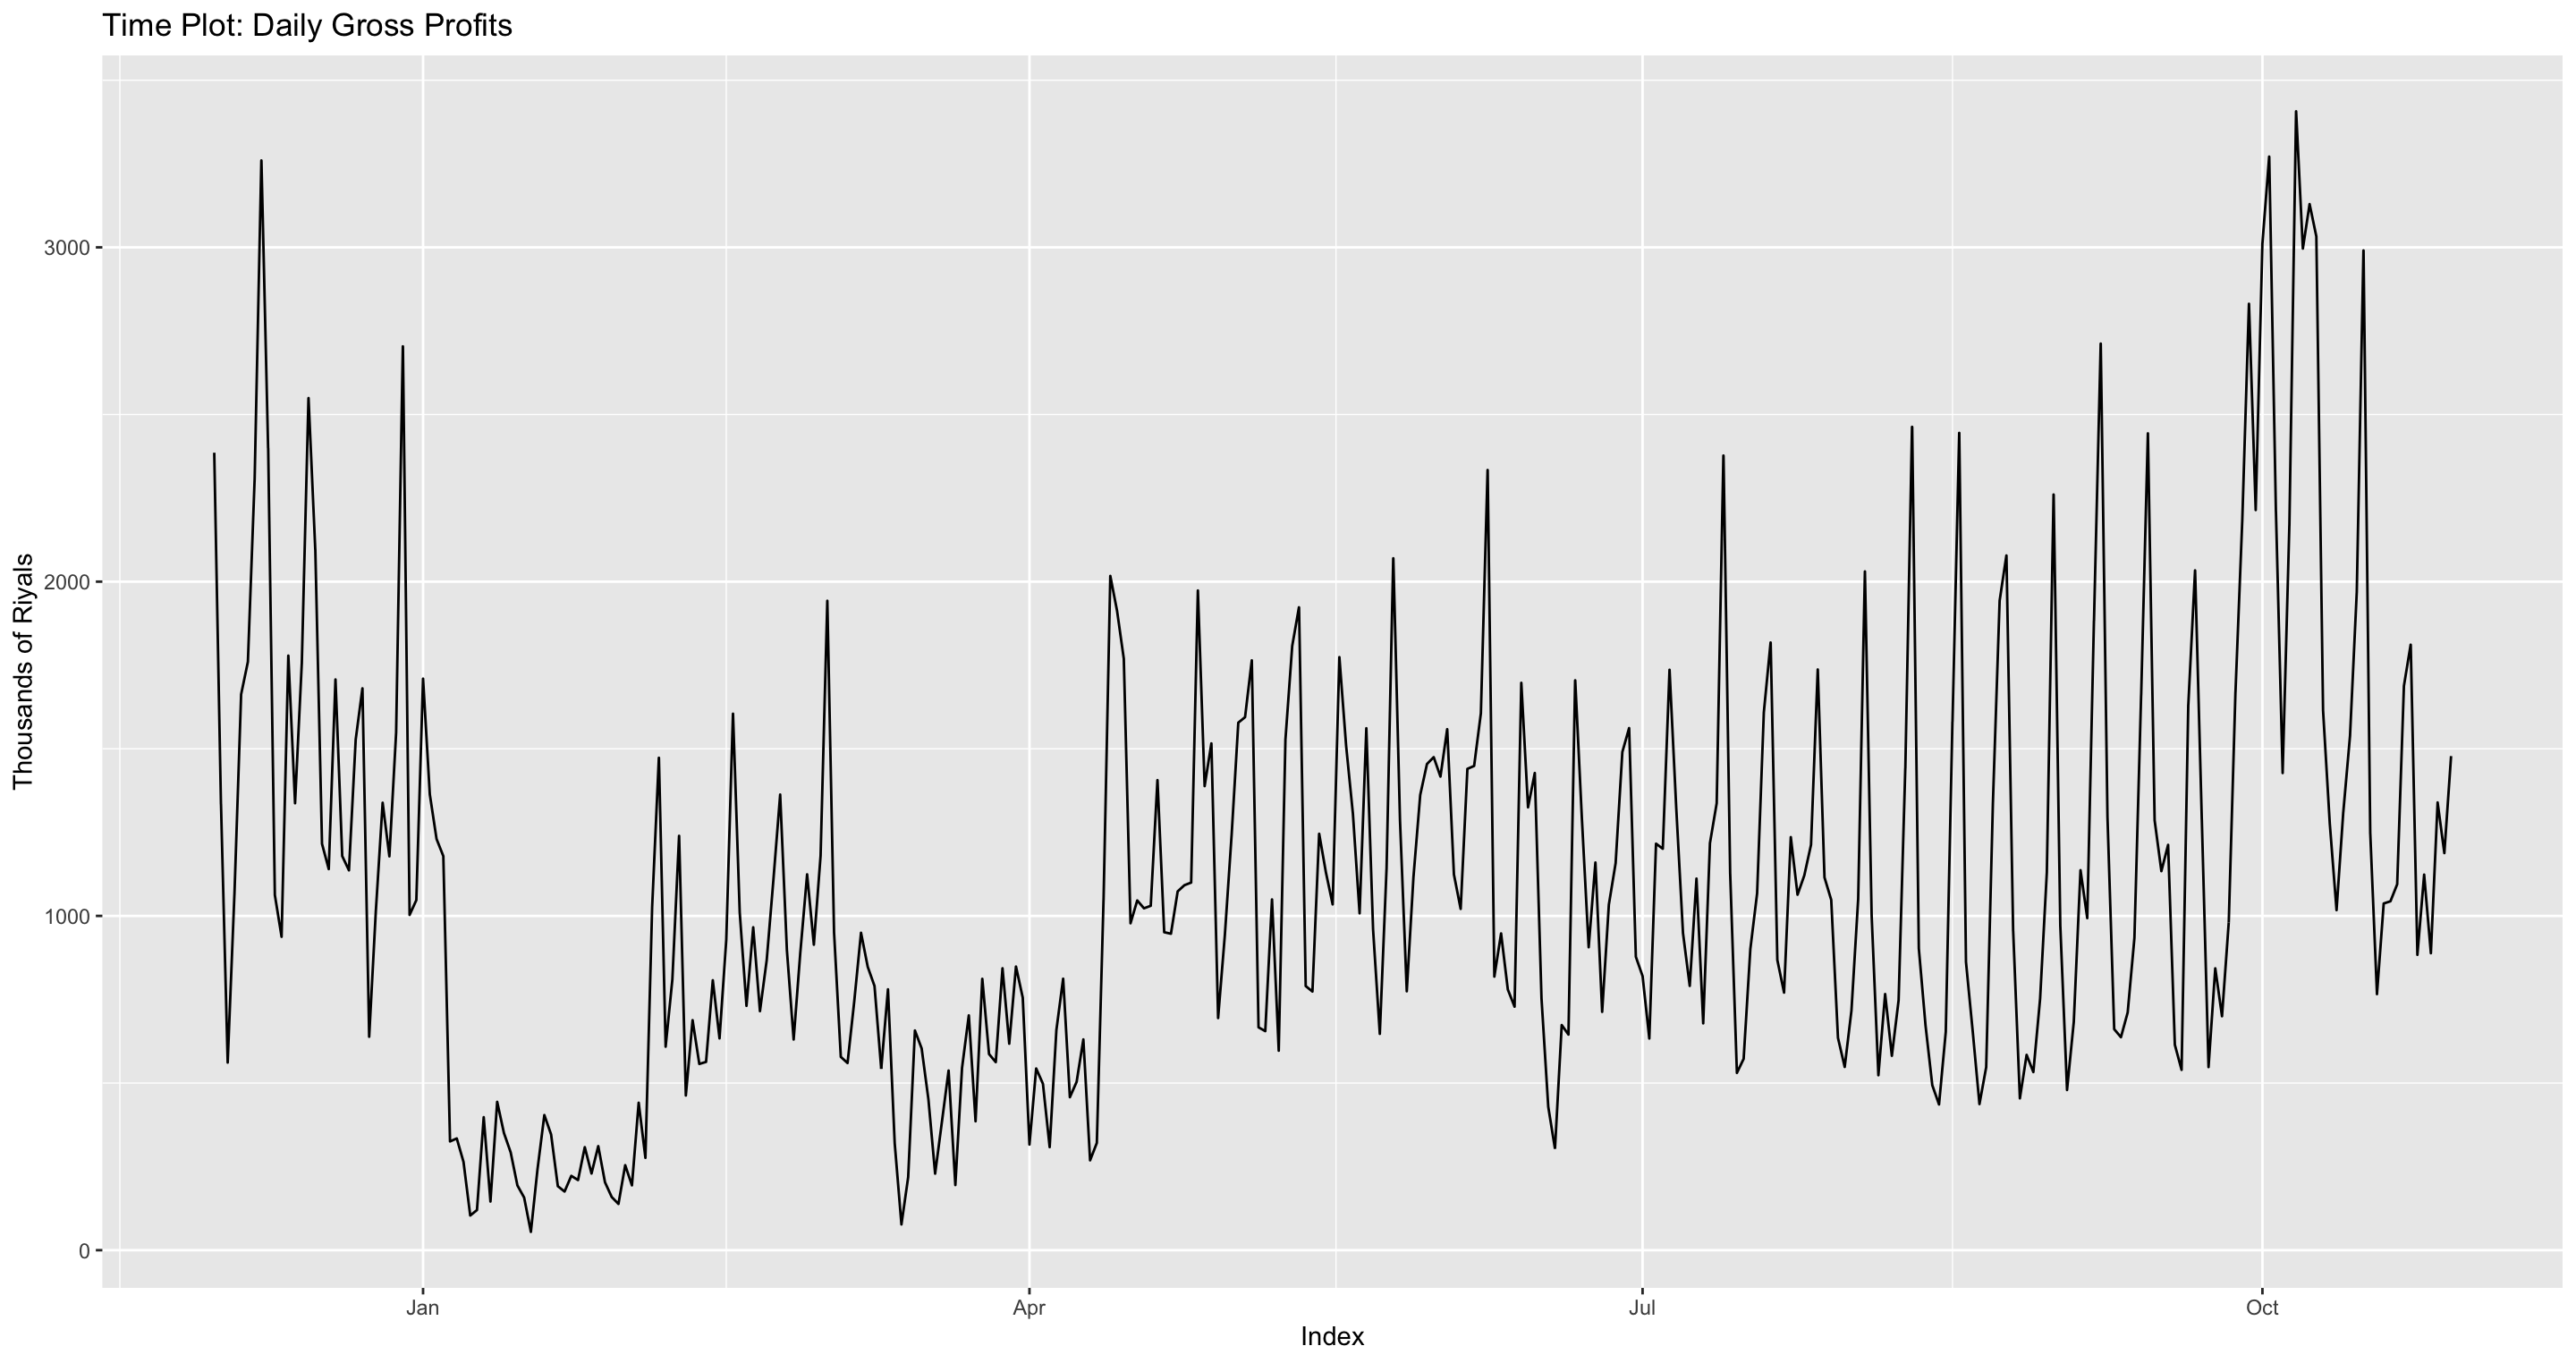 Time Plot: Daily Gross Profits
Thousands of Riyals
3000
2000
1000
0
Jan
Apr
Jul
Oct
Index